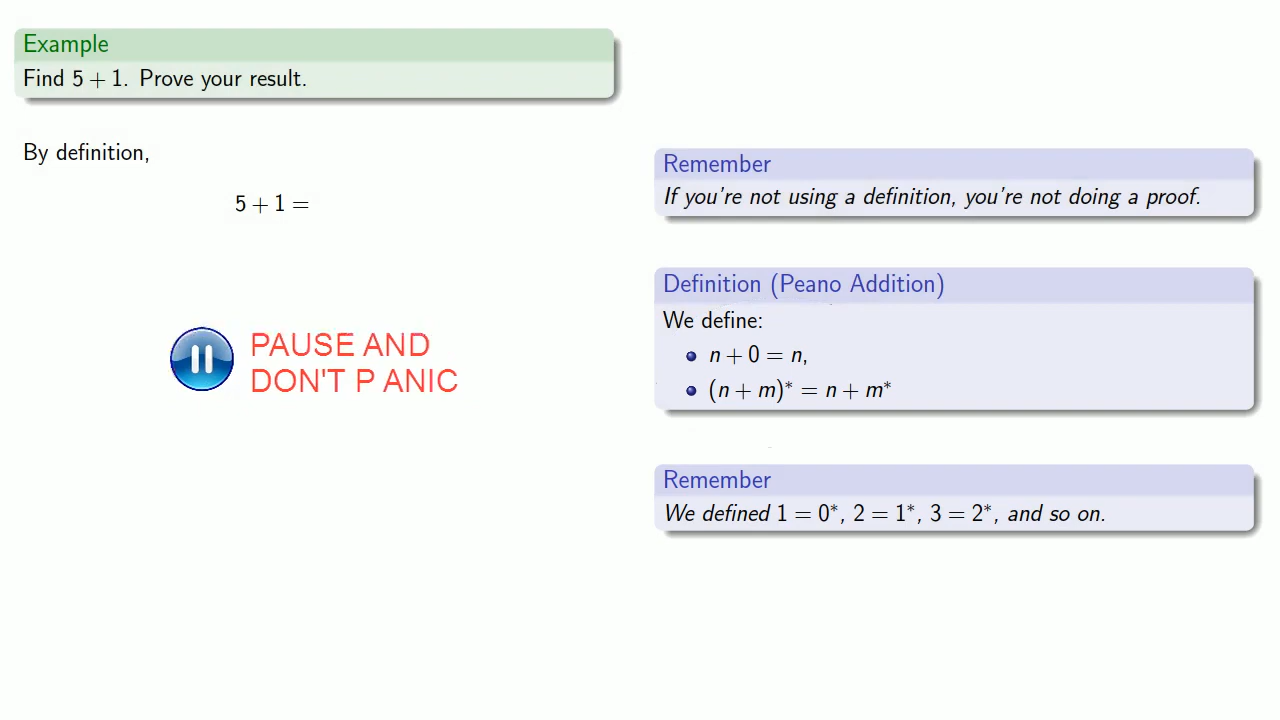 Example
Find 5 + 1. Prove your result.
By definition,
5 + 1 =
PAUSE AND
DON'T P ANIC
Remember
If you're not using a definition, you're not doing a proof.
Definition (Peano Addition)
We define:
n + 0 = n,
(n + m)* = n + m*
Remember
We defined 1 = 0*, 2 = 1*, 3 = 2*, and so on.